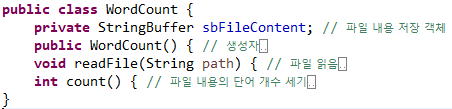 public class WordCount {
    private StringBuffer sbFileContent; // 파일 내용 저장 객체
    public WordCount() { // 생성자
    void readFile(String path) { // 파일 읽음
    int count() { // 파일 내용의 단어 개수 세기
}